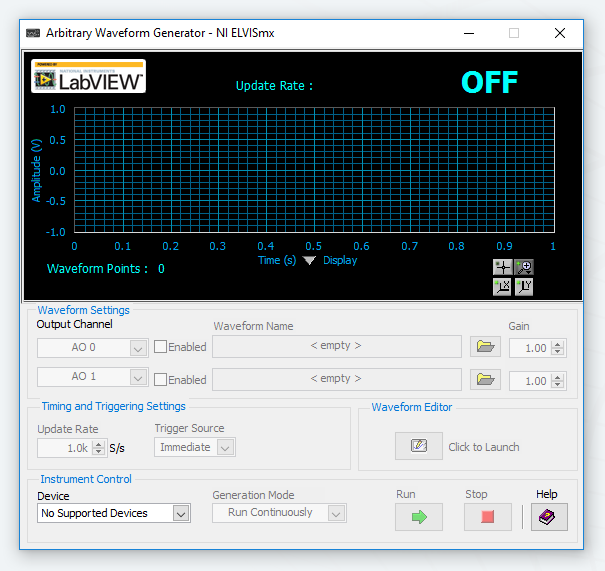 Arbitrary Waveform Generator - NI ELVISmx
POWERED BY
NATIONAL INSTRUMENTS
LabVIEW™
Update Rate :
OFF
1.0
0.5
0.0
-0.5
-1.0
Amplitude (V)
0 0.1 0.2 0.3 0.4 0.5 0.6 0.7 0.8 0.9 1
Time (s)
Display
Waveform Points : 0
X
Y
Waveform Settings
Output Channel
Waveform Name
Gain
AO 0
Enabled
< empty >
1.00
AO 1
Enabled
< empty >
1.00
Timing and Triggering Settings
Update Rate
Trigger Source
1.0k
S/s
Immediate
Waveform Editor
Click to Launch
Instrument Control
Device
Generation Mode
Run
Stop
Help
No Supported Devices
Run Continuously